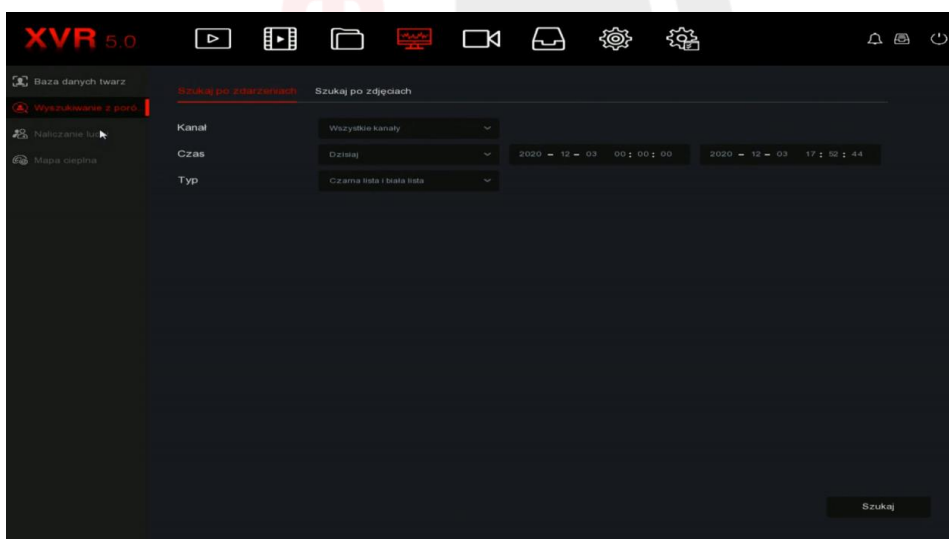 XVR 5.0
Baza danych twarz
Wyszukiwanie z poró
Naliczanie lud
Mapa cieplna
Szukaj po zdarzeniach Szukaj po zdjęciach
Kanał Wszystkie kanały
Czas Dzisiaj 2020 - 12 - 03 00 : 00 : 00 2020 - 12 - 03 17 : 52 : 44
Typ Czarna lista i biała lista
Szukaj